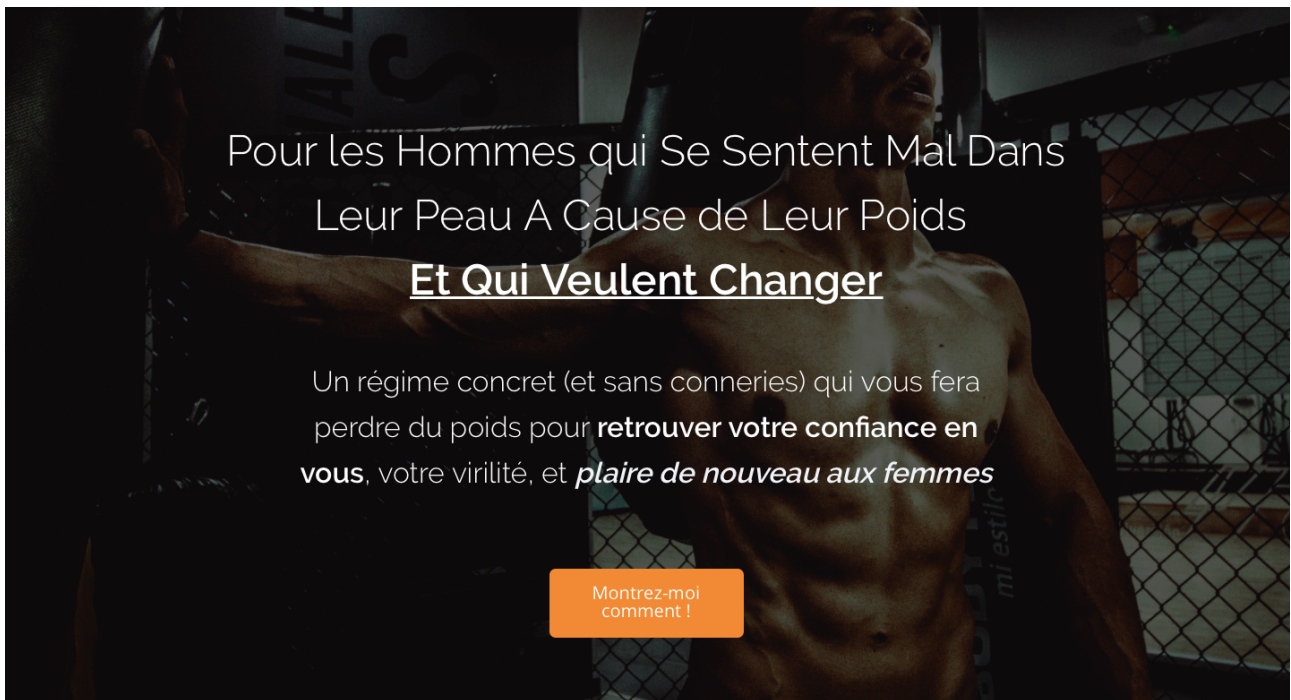 Pour les Hommes qui Se Sentent Mal Dans
Leur Peau A Cause de Leur Poids
Et Qui Veulent Changer
Un régime concret (et sans conneries) qui vous fera
perdre du poids pour retrouver votre confiance en
vous, votre virilité, et plaire de nouveau aux femmes
Montrez-moi
comment !
mi estilo